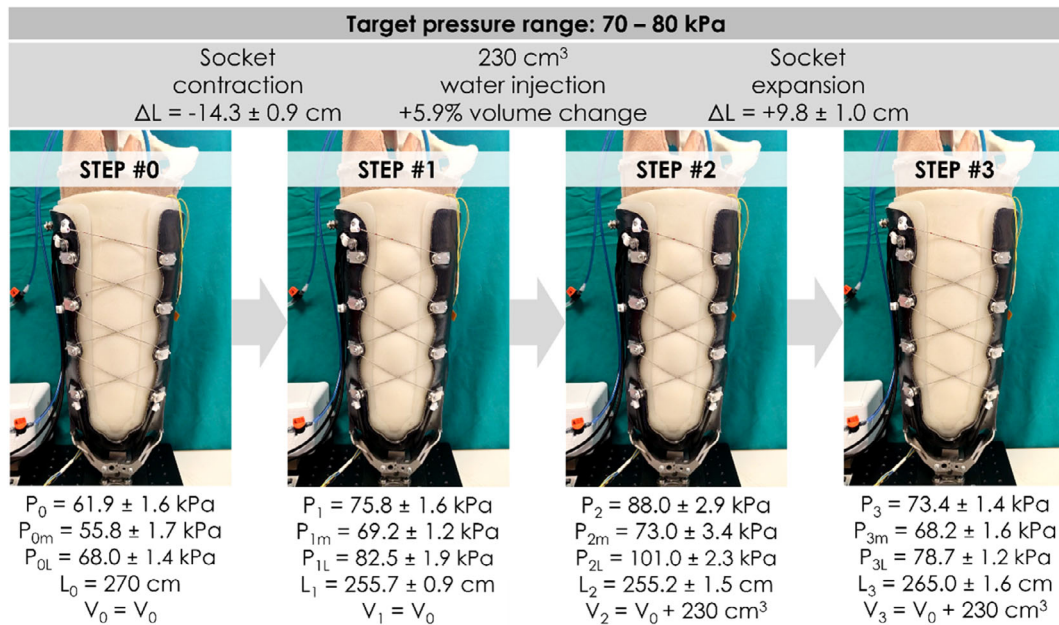 Target pressure range: 70 – 80 kPa
Socket
contraction
ΔL = -14.3 ± 0.9 cm
230 cm³
water injection
+5.9% volume change
Socket
expansion
ΔL = +9.8 ± 1.0 cm
STEP #0
STEP #1
STEP #2
STEP #3
P₀ = 61.9 ± 1.6 kPa
P₀ₘ = 55.8 ± 1.7 kPa
P₀L = 68.0 ± 1.4 kPa
L₀ = 270 cm
V₀ = V₀
P₁ = 75.8 ± 1.6 kPa
P₁ₘ = 69.2 ± 1.2 kPa
P₁L = 82.5 ± 1.9 kPa
L₁ = 255.7 ± 0.9 cm
V₁ = V₀
P₂ = 88.0 ± 2.9 kPa
P₂ₘ = 73.0 ± 3.4 kPa
P₂L = 101.0 ± 2.3 kPa
L₂ = 255.2 ± 1.5 cm
V₂ = V₀ + 230 cm³
P₃ = 73.4 ± 1.4 kPa
P₃ₘ = 68.2 ± 1.6 kPa
P₃L = 78.7 ± 1.2 kPa
L₃ = 265.0 ± 1.6 cm
V₃ = V₀ + 230 cm³